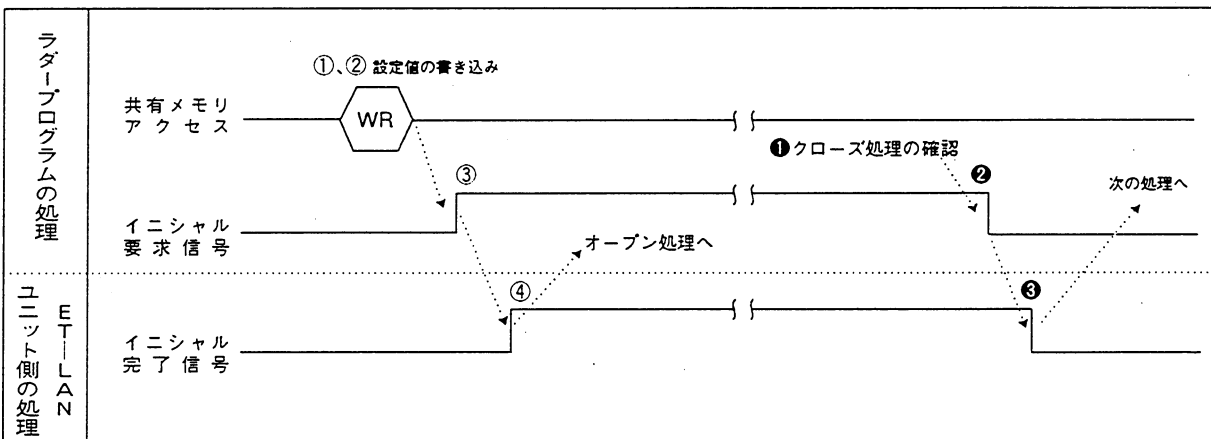 ラダープログラムの処理
①、② 設定値の書き込み
共有メモリ
アクセス
WR
❶クローズ処理の確認
③
❷
次の処理へ
イニシャル
要求信号
オープン処理へ
ET-LAN
ユニット側の処理
④
❸
イニシャル
完了信号